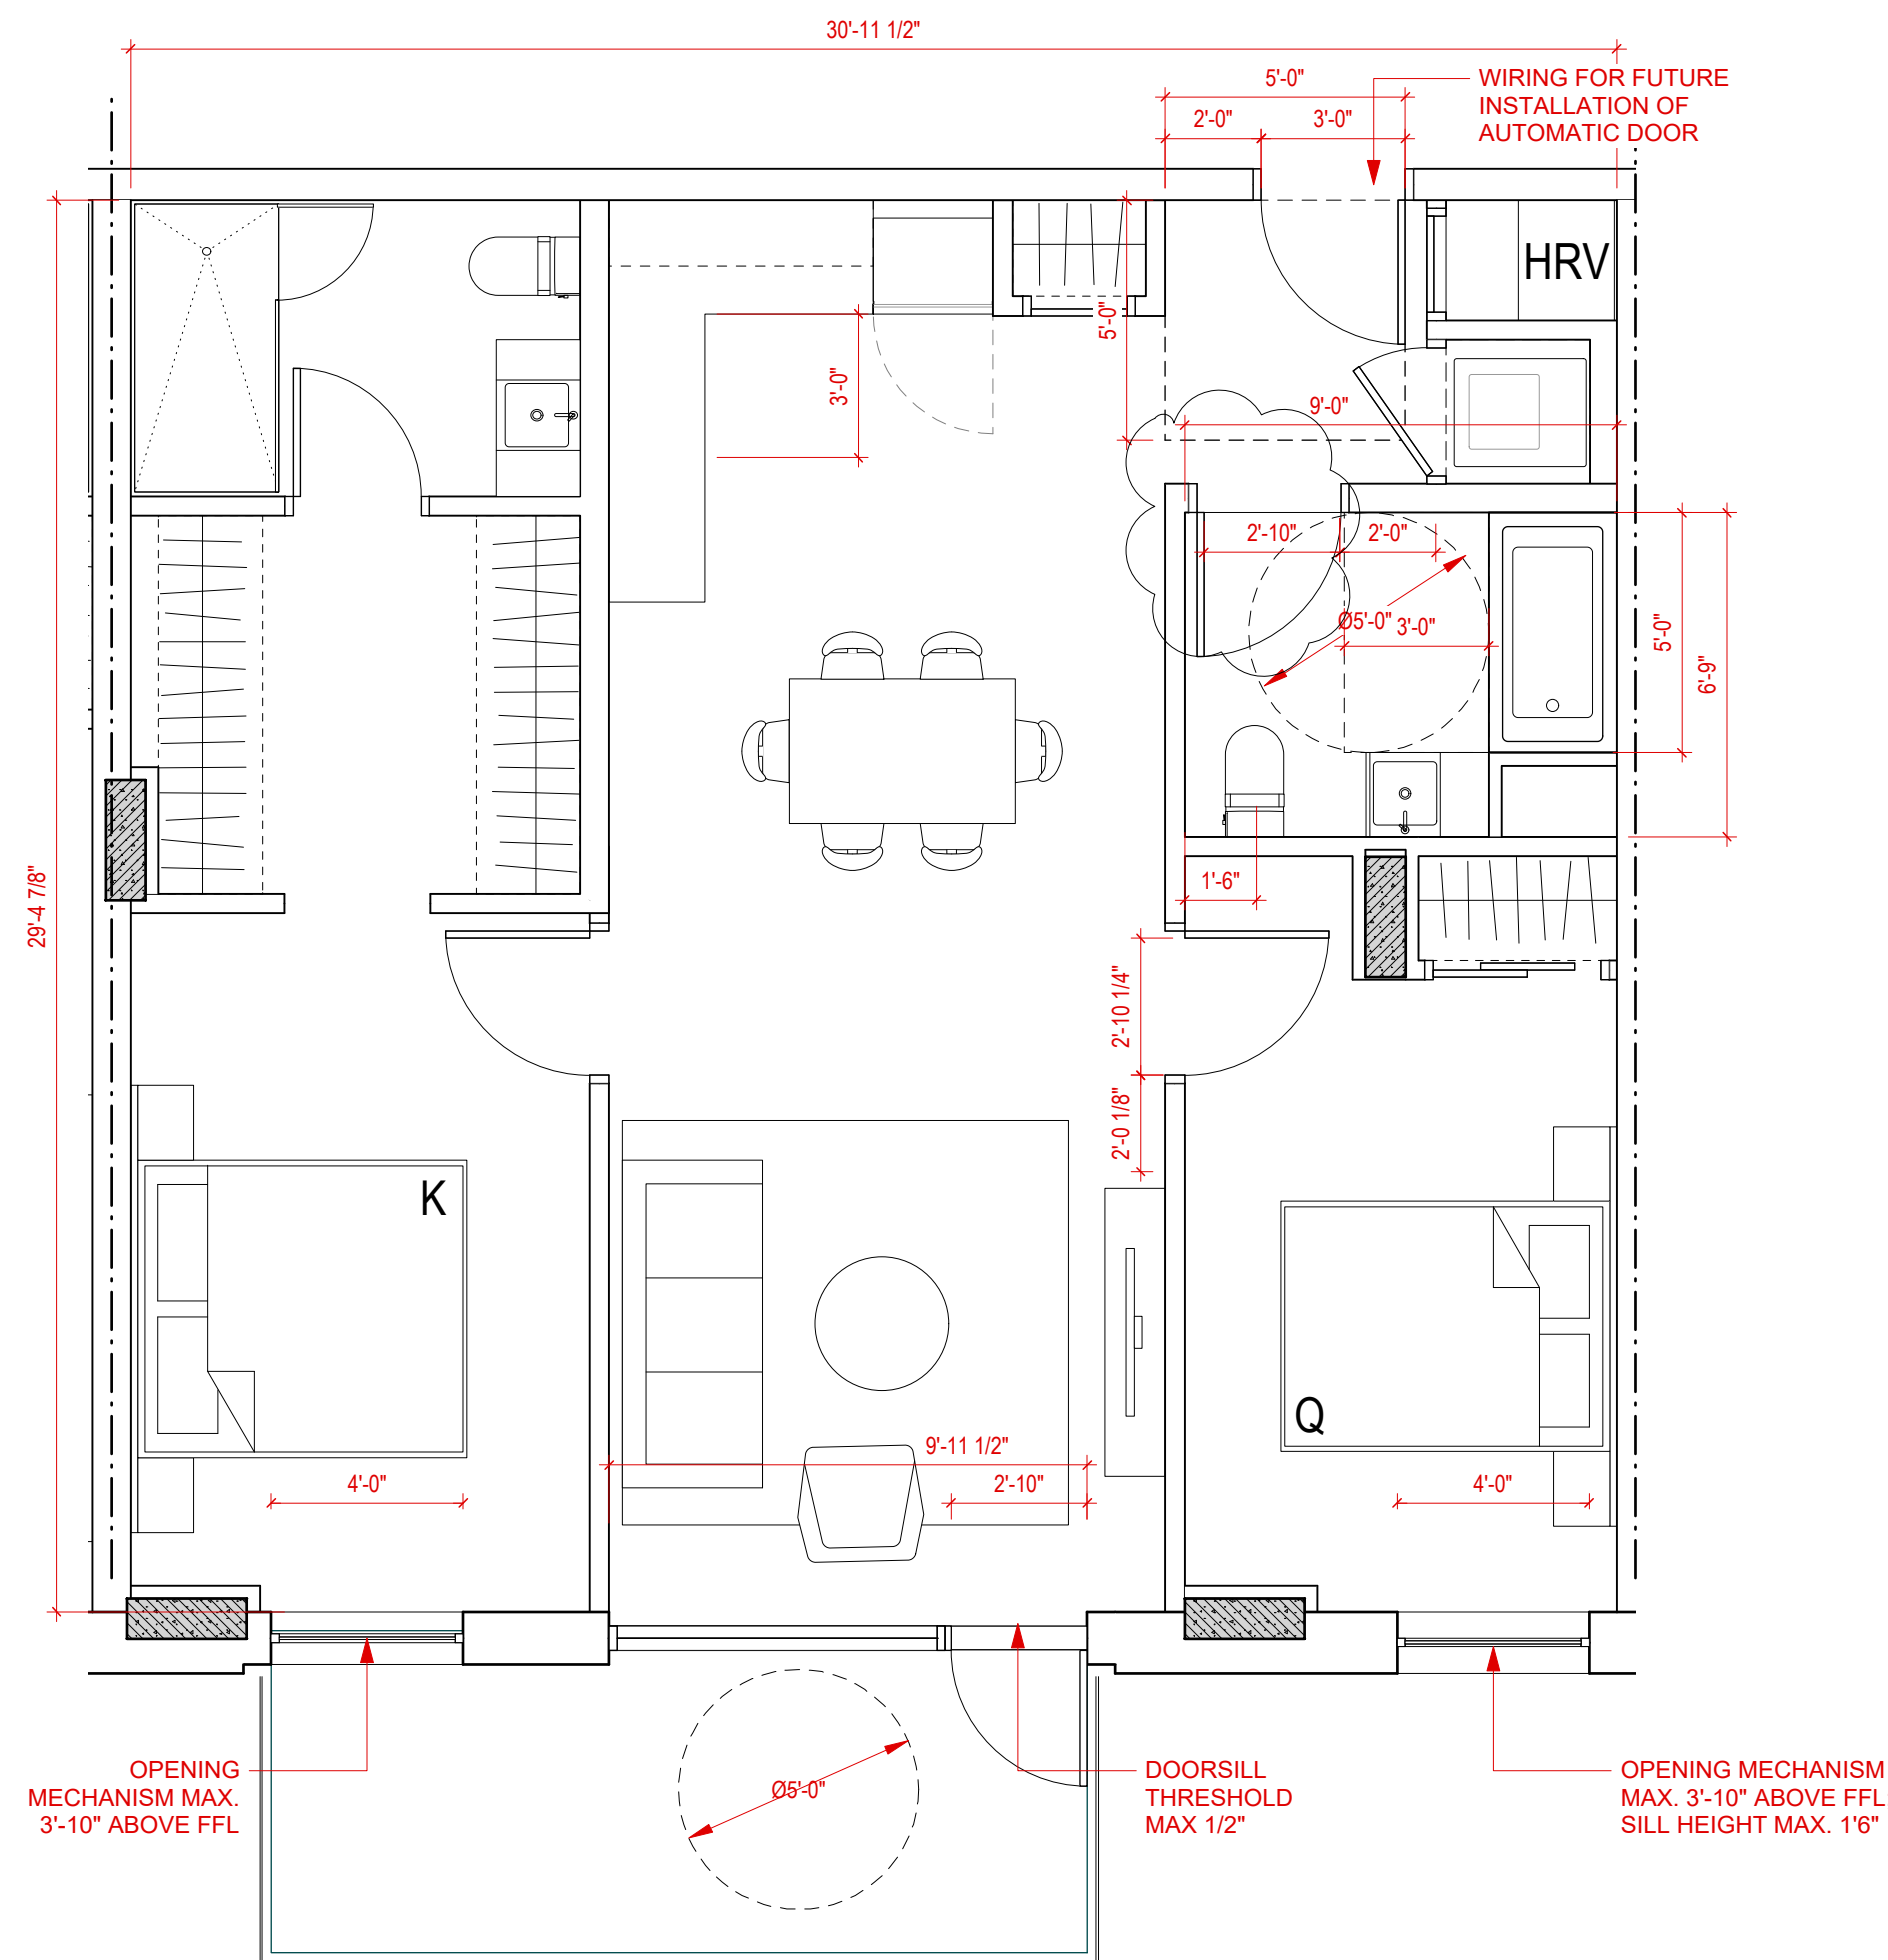 30'-11 1/2"
5'-0"
WIRING FOR FUTURE
INSTALLATION OF
AUTOMATIC DOOR
2'-0"
3'-0"
HRV
5'-0"
3'-0"
9'-0"
2'-10"
2'-0"
Ø5'-0"
3'-0"
5'-0"
6'-9"
29'-4 7/8"
1'-6"
2'-10 1/4"
2'-0 1/8"
K
Q
9'-11 1/2"
4'-0"
2'-10"
4'-0"
OPENING
MECHANISM MAX.
3'-10" ABOVE FFL
Ø5'-0"
DOORSILL
THRESHOLD
MAX 1/2"
OPENING MECHANISM
MAX. 3'-10" ABOVE FFL
SILL HEIGHT MAX. 1'6"